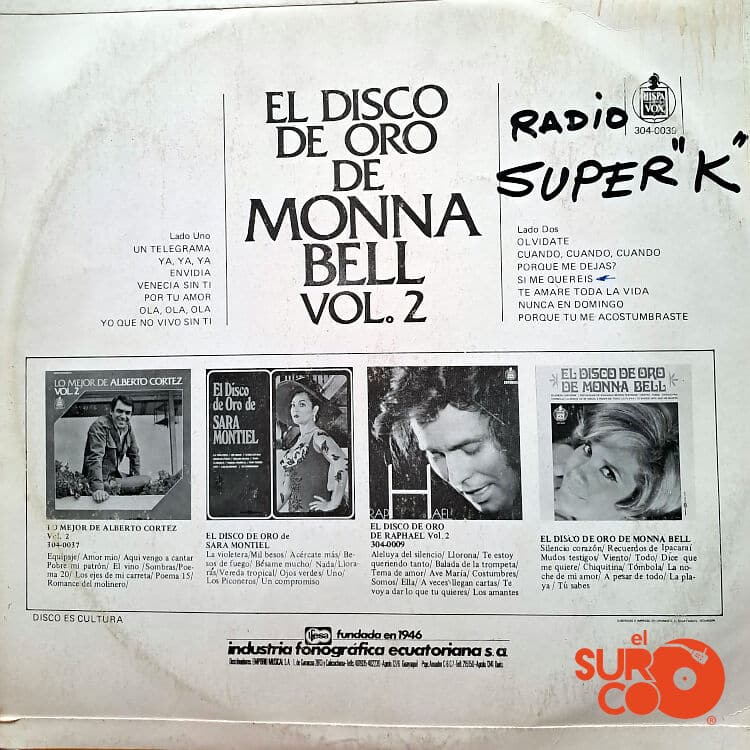 EL DISCO
DE ORO
DE
MONNA
BELL
VOL. 2
HISPA
VOX
304-0039
RADIO
SUPER "K"
Lado Uno
UN TELEGRAMA
YA, YA, YA
ENVIDIA
VENECIA SIN TI
POR TU AMOR
OLA, OLA, OLA
YO QUE NO VIVO SIN TI
Lado Dos
OLVIDATE
CUANDO, CUANDO, CUANDO
PORQUE ME DEJAS?
SI ME QUEREIS
TE AMARE TODA LA VIDA
NUNCA EN DOMINGO
PORQUE TU ME ACOSTUMBRASTE
LO MEJOR DE ALBERTO CORTEZ
VOL. 2
El Disco
de Oro de
SARA
MONTIEL
RAPHAEL
EL DISCO DE ORO
DE MONNA BELL
LO MEJOR DE ALBERTO CORTEZ
Vol. 2
304-0037
Equipaje/ Amor mio/ Aqui vengo a cantar
Pobre mi patrón/ El vino/ Sombras/ Poe-
ma 20/ Los ejes de mi carreta/ Poema 15/
Romance del molinero/
EL DISCO DE ORO de
SARA MONTIEL
La violetera/ Mil besos/ Acércate más/ Be-
sos de fuego/ Bésame mucho/ Nada/ Llora-
rás/ Vereda tropical/ Ojos verdes/ Uno/
Los Piconeros/ Un compromiso
EL DISCO DE ORO
DE RAPHAEL Vol. 2
304-0009
Aleluya del silencio/ Llorona/ Te estoy
queriendo tanto/ Balada de la trompeta/
Tema de amor/ Ave María/ Costumbres/
Somos/ Ella/ A veces llegan cartas/ Te
voy a dar lo que tu quieres/ Los amantes
EL DISCO DE ORO DE MONNA BELL
Silencio corazón/ Recuerdos de Ipacarai
Mudos testigos/ Viento/ Todo/ Dice que
me quiere/ Chiquitina/ Tómbola/ La no-
che de mi amor/ A pesar de todo/ La pla-
ya/ Tú sabes
DISCO ES CULTURA
ifesa fundada en 1946
industria fonográfica ecuatoriana s.a.
el
SURCO